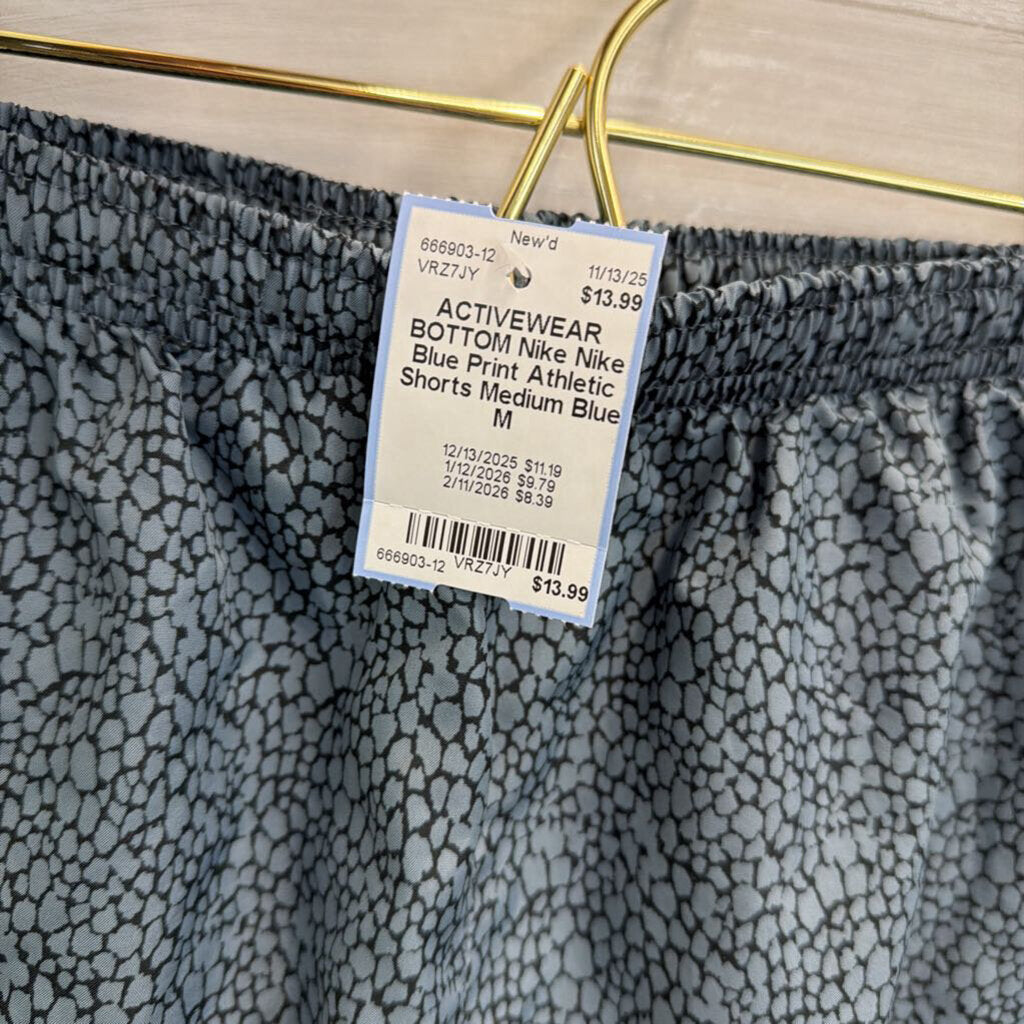 New'd
666903-12
VRZ7JY
11/13/25
$13.99
ACTIVEWEAR
BOTTOM Nike Nike
Blue Print Athletic
Shorts Medium Blue
M
12/13/2025 $11.19
1/12/2026 $9.79
2/11/2026 $8.39
666903-12 VRZ7JY $13.99